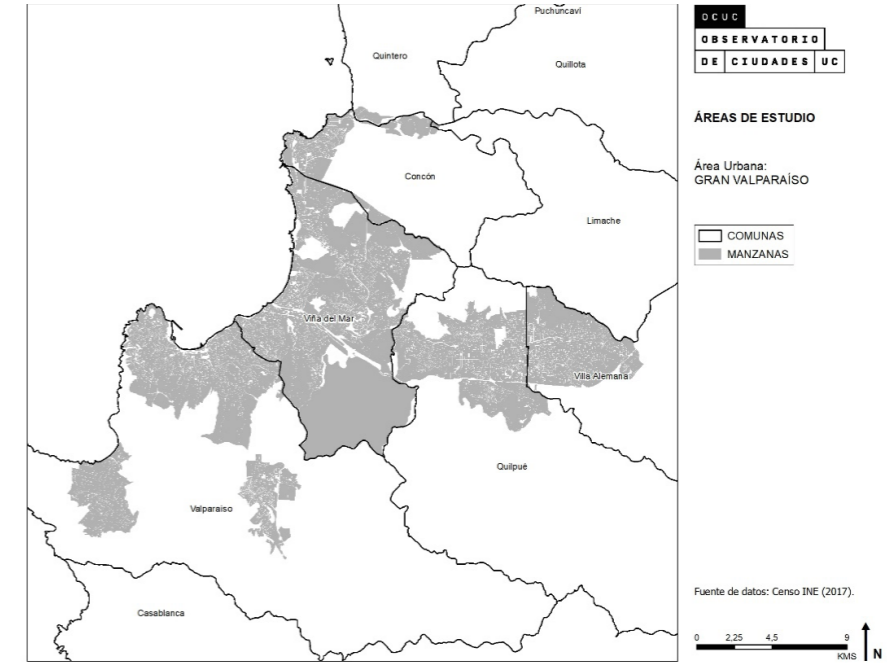 Puchuncaví
Quintero
Quillota
Concón
Limache
Viña del Mar
Villa Alemana
Quilpué
Valparaiso
Casablanca
OCUC
OBSERVATORIO
DE CIUDADES UC
ÁREAS DE ESTUDIO
Área Urbana:
GRAN VALPARAÍSO
COMUNAS
MANZANAS
Fuente de datos: Censo INE (2017).
0 2,25 4,5 9
KMS N